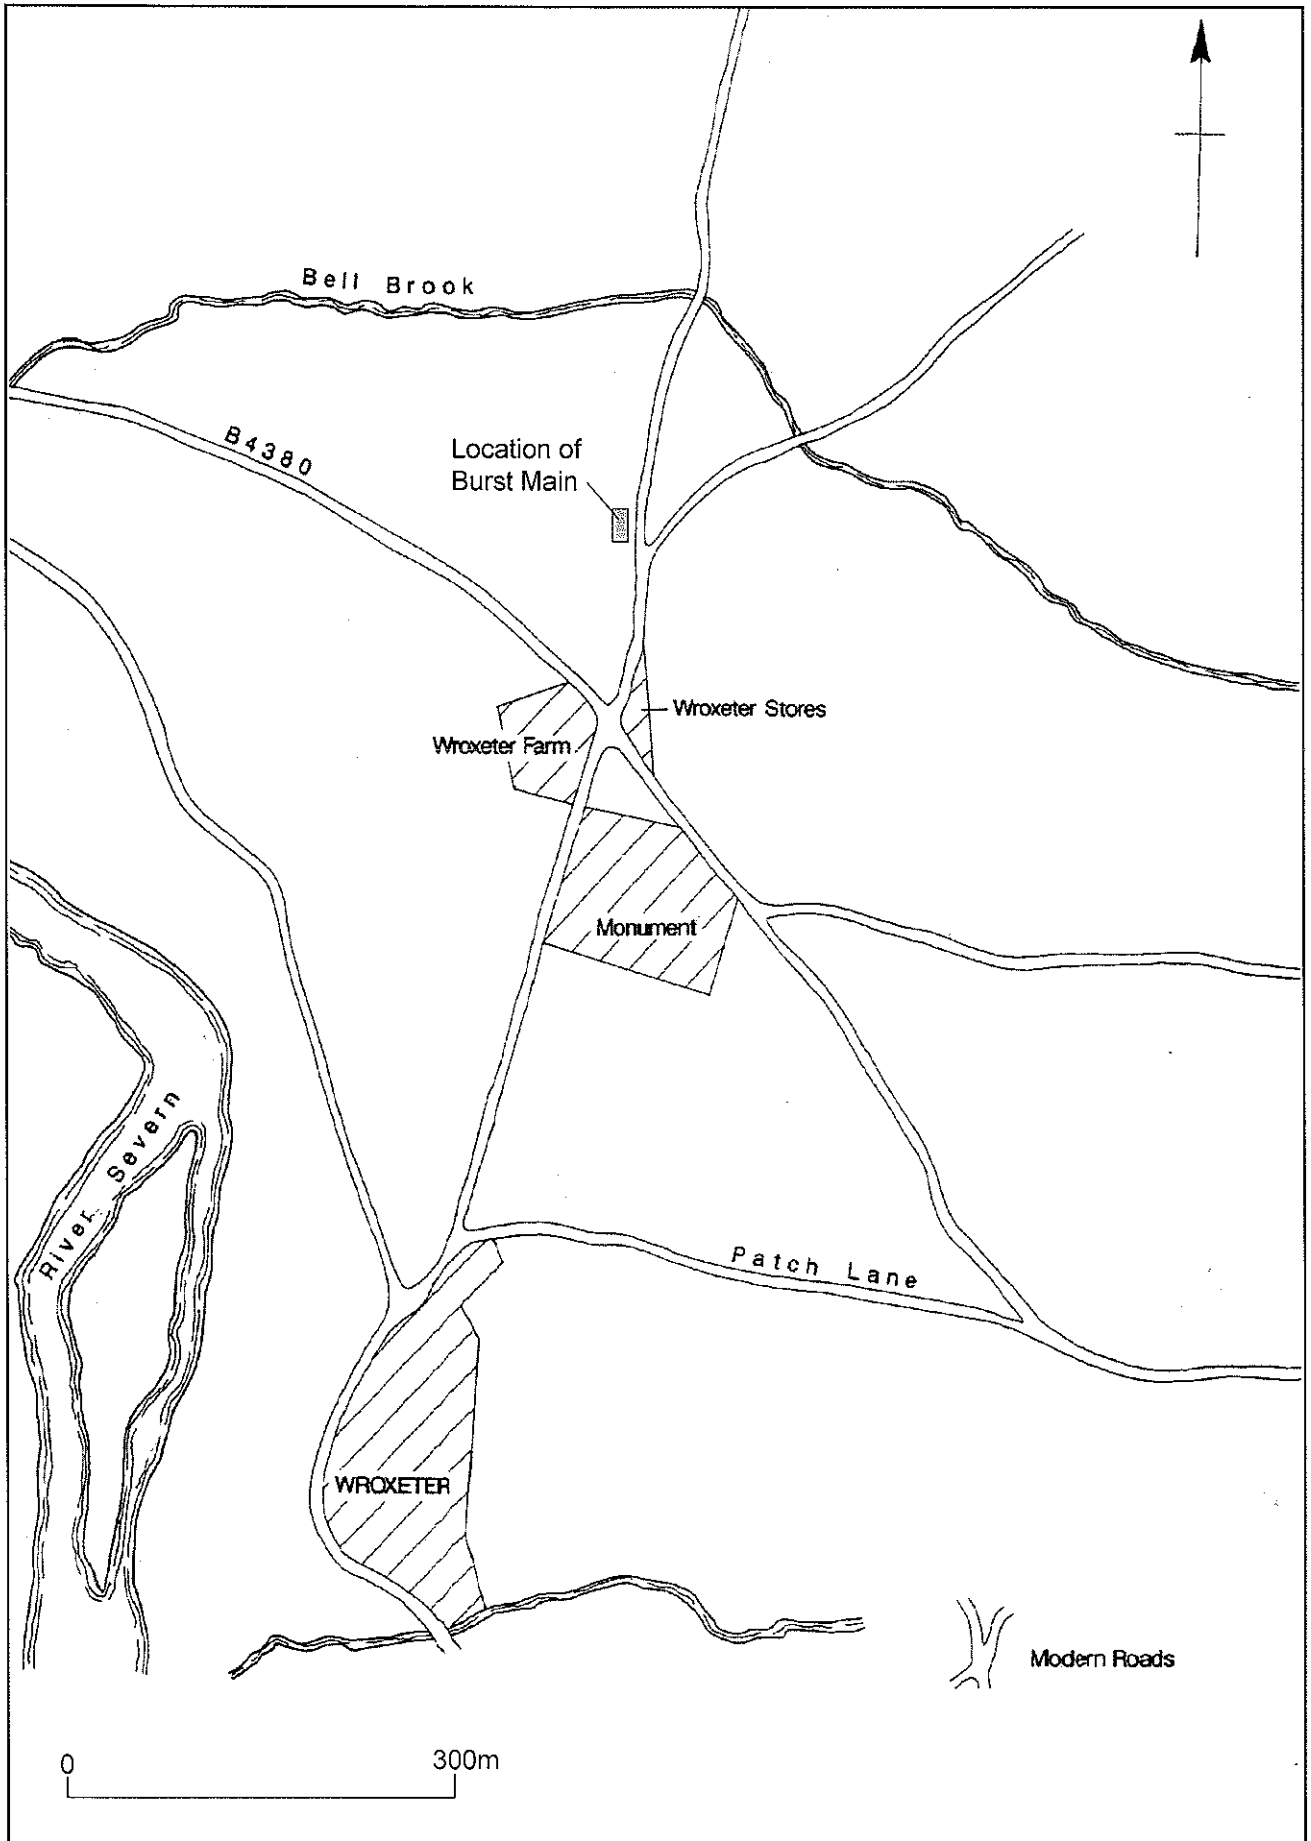 Bell Brook
B4380
Location of
Burst Main
Wroxeter Stores
Wroxeter Farm
Monument
River Severn
Patch Lane
WROXETER
Modern Roads
0 300m